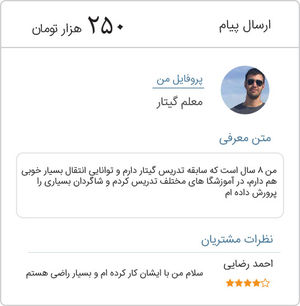 ارسال پیام
۲۵۰ هزار تومان
پروفایل من
معلم گیتار
متن معرفی
من ۸ سال است که سابقه تدریس گیتار دارم و توانایی انتقال بسیار خوبی
هم دارم، در آموزشگا های مختلف تدریس کردم و شاگردان بسیاری را
پرورش داده ام
نظرات مشتریان
احمد رضایی
سلام من با ایشان کار کرده ام و بسیار راضی هستم